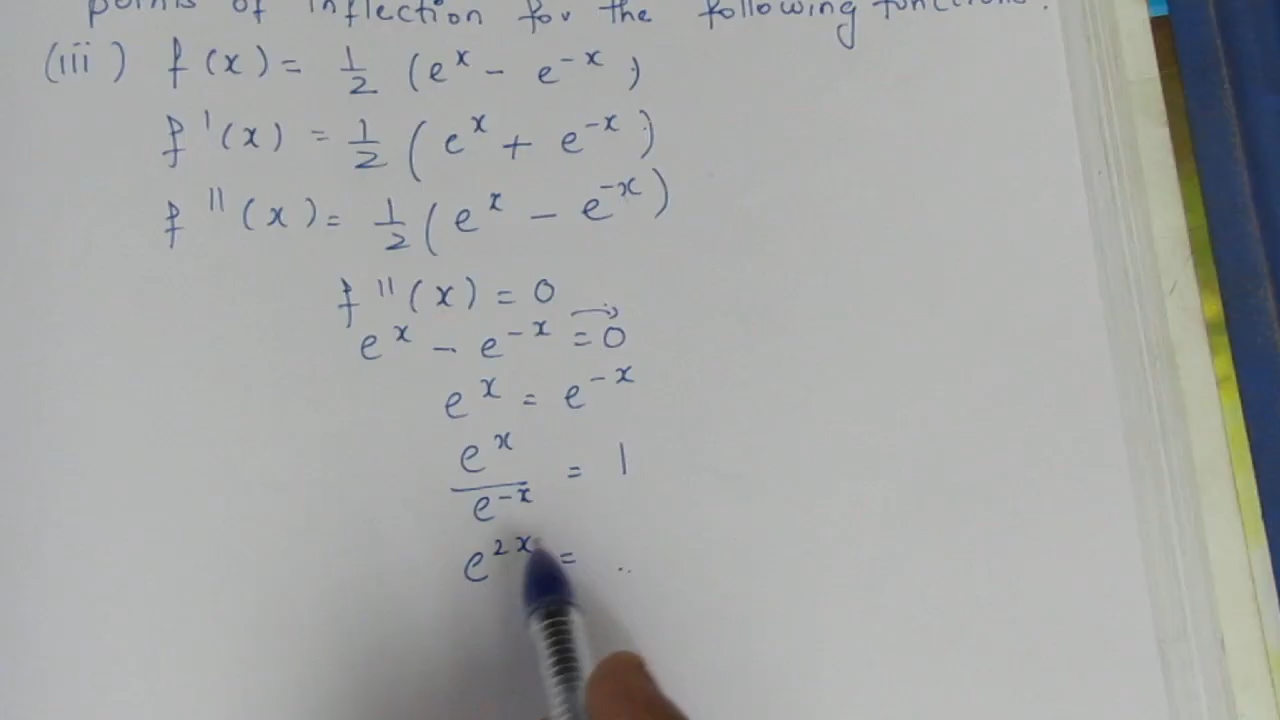 points of inflection for the following functions.
(iii) f(x) = 1/2 (e^x - e^-x)
f'(x) = 1/2 (e^x + e^-x)
f''(x) = 1/2 (e^x - e^-x)
f''(x) = 0
e^x - e^-x = 0
e^x = e^-x
e^x / e^-x = 1
e^2x =